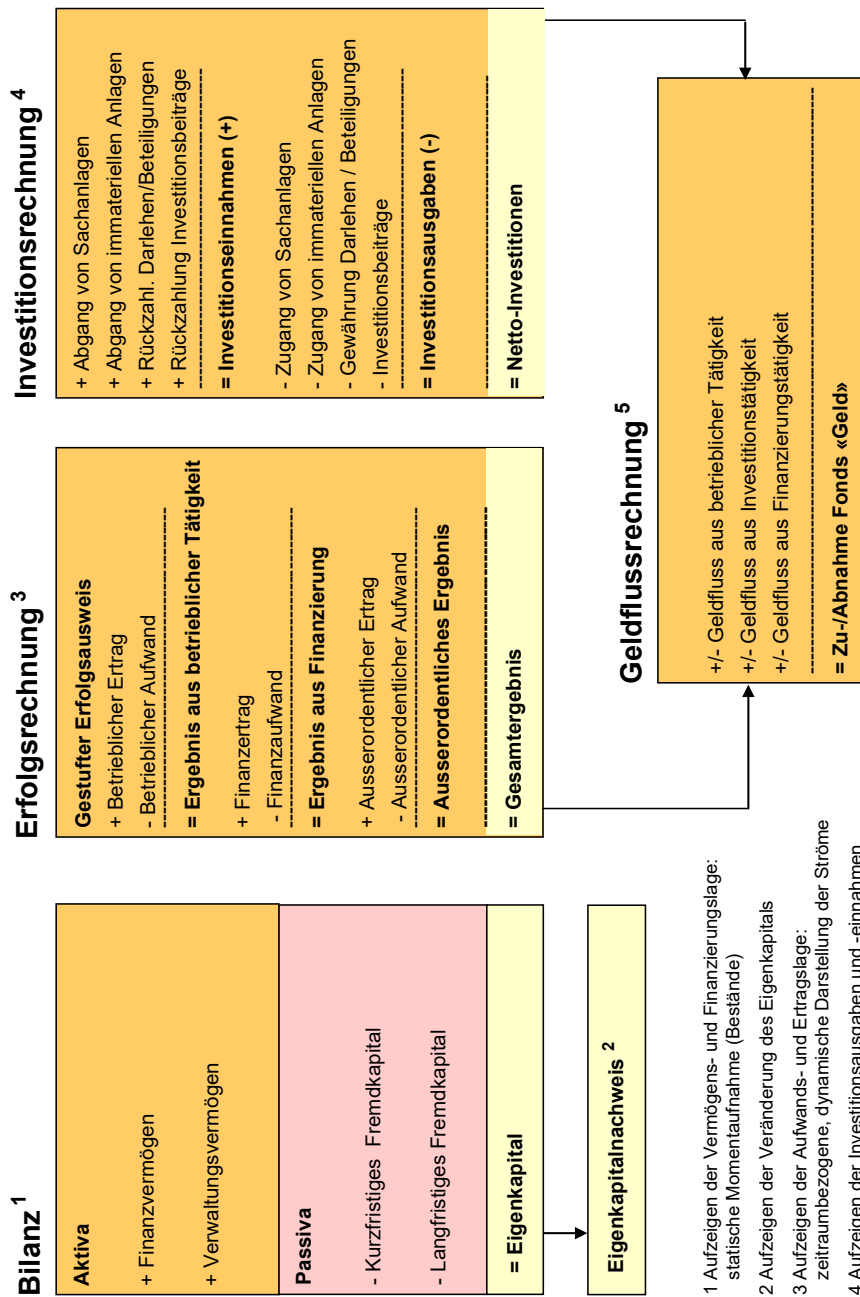 Bilanz 1
Aktiva
+ Finanzvermögen
+ Verwaltungsvermögen
Passiva
- Kurzfristiges Fremdkapital
- Langfristiges Fremdkapital
= Eigenkapital
Eigenkapitalnachweis 2
Erfolgsrechnung 3
Gestufter Erfolgsausweis
+ Betrieblicher Ertrag
- Betrieblicher Aufwand
= Ergebnis aus betrieblicher Tätigkeit
+ Finanzertrag
- Finanzaufwand
= Ergebnis aus Finanzierung
+ Ausserordentlicher Ertrag
- Ausserordentlicher Aufwand
= Ausserordentliches Ergebnis
= Gesamtergebnis
Investitionsrechnung 4
+ Abgang von Sachanlagen
+ Abgang von immateriellen Anlagen
+ Rückzahl. Darlehen/Beteiligungen
+ Rückzahlung Investitionsbeiträge
= Investitionseinnahmen (+)
- Zugang von Sachanlagen
- Zugang von immateriellen Anlagen
- Gewährung Darlehen / Beteiligungen
- Investitionsbeiträge
= Investitionsausgaben (-)
= Netto-Investitionen
Geldflussrechnung 5
+/- Geldfluss aus betrieblicher Tätigkeit
+/- Geldfluss aus Investitionstätigkeit
+/- Geldfluss aus Finanzierungstätigkeit
= Zu-/Abnahme Fonds «Geld»
1 Aufzeigen der Vermögens- und Finanzierungslage:
statische Momentaufnahme (Bestände)
2 Aufzeigen der Veränderung des Eigenkapitals
3 Aufzeigen der Aufwands- und Ertragslage:
zeitraumbezogene, dynamische Darstellung der Ströme
4 Aufzeigen der Investitionsausgaben und -einnahmen